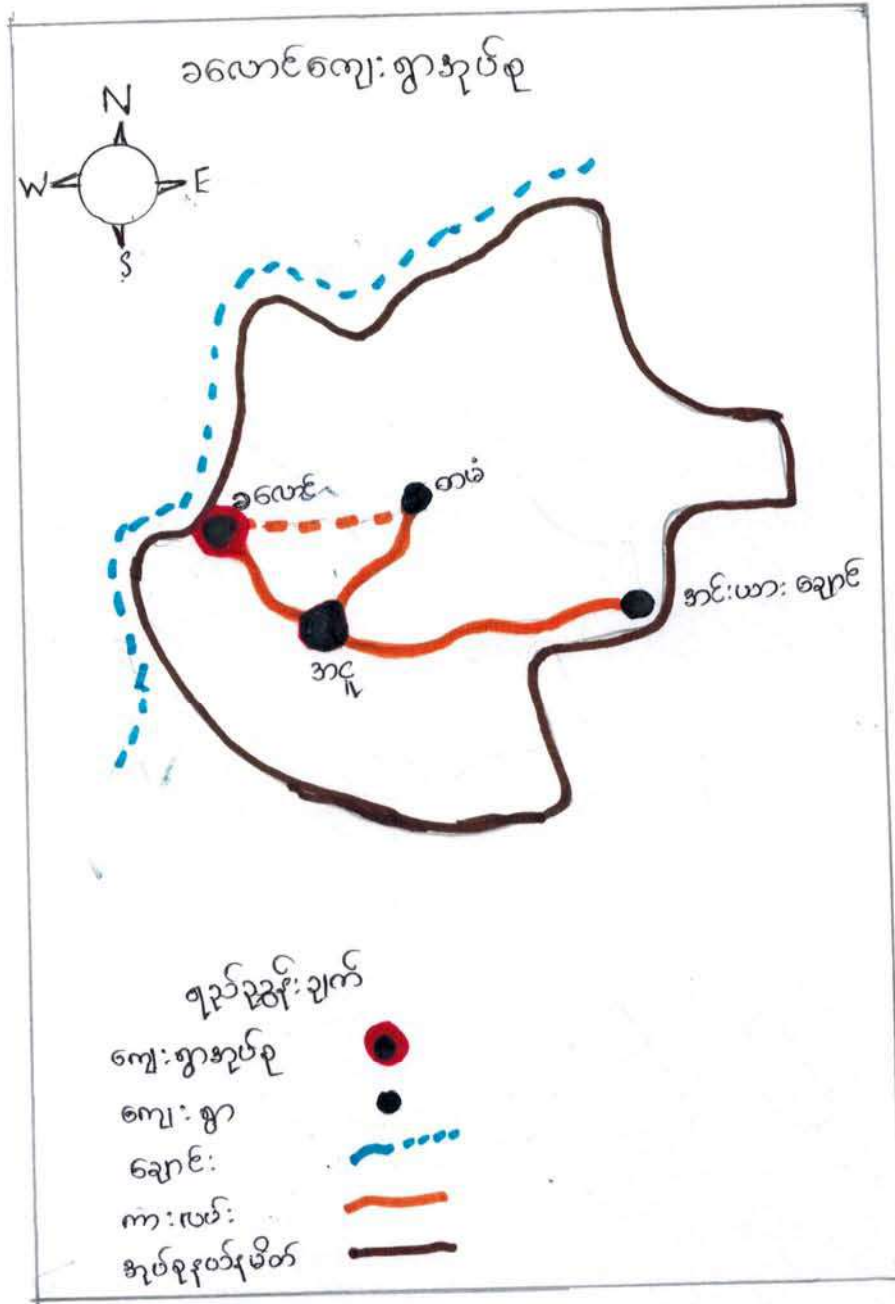 ခလောင်ကျေးရွာအုပ်စု
N
W E
S
ခလောင်
တမံ
အင်းယားချောင်
အငူ
ရည်ညွှန်းချက်
ကျေးရွာအုပ်စု
ကျေးရွာ
ချောင်း
ကားလမ်း
အုပ်စုနယ်နမိတ်